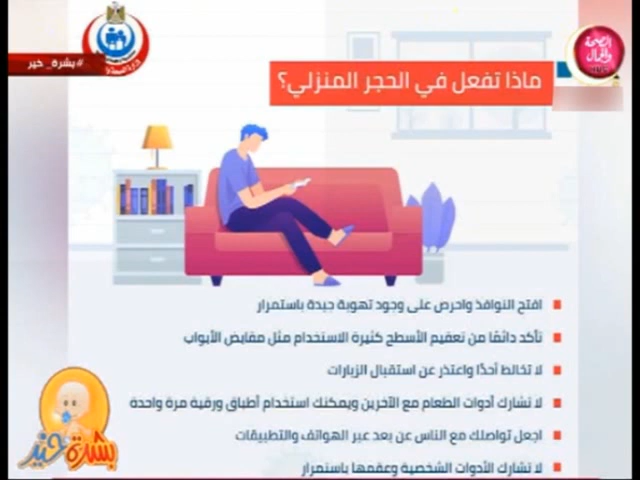 #بشرة_خير
الصحة
والجمال
ماذا تفعل في الحجر المنزلي؟
افتح النوافذ واحرص على وجود تهوية جيدة باستمرار
تأكد دائمًا من تعقيم الأسطح كثيرة الاستخدام مثل مقابض الأبواب
لا تخالط أحدًا واعتذر عن استقبال الزيارات
لا تشارك أدوات الطعام مع الآخرين ويمكنك استخدام أطباق ورقية مرة واحدة
اجعل تواصلك مع الناس عن بعد عبر الهواتف والتطبيقات
لا تشارك الأدوات الشخصية وعقمها باستمرار
بشرة خير